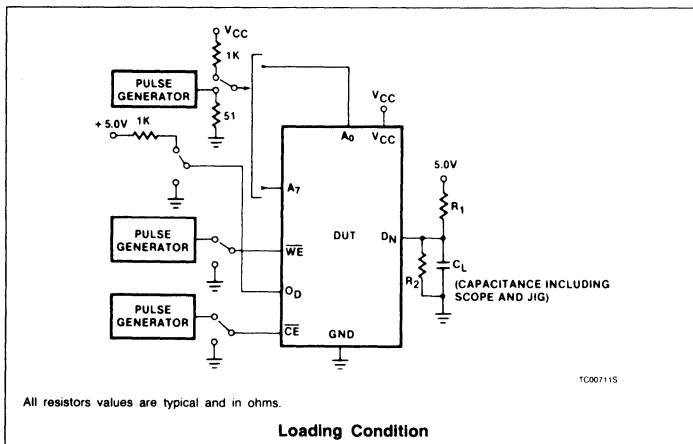 VCC
1K
PULSE
GENERATOR
51
+ 5.0V
1K
VCC
A0
VCC
A7
5.0V
R1
DUT
DN
PULSE
GENERATOR
WE
R2
CL
(CAPACITANCE INCLUDING
SCOPE AND JIG)
OD
PULSE
GENERATOR
CE
GND
TC00711S
All resistors values are typical and in ohms.
Loading Condition